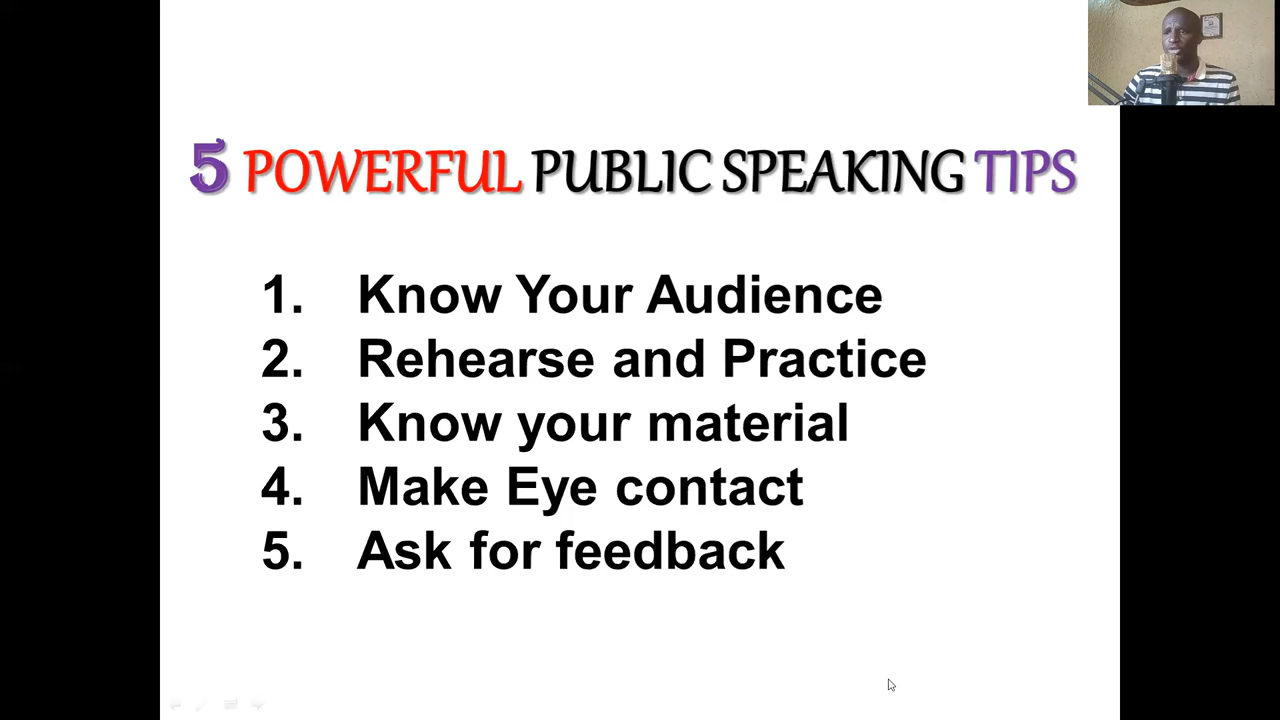 5 POWERFUL PUBLIC SPEAKING TIPS
1. Know Your Audience
2. Rehearse and Practice
3. Know your material
4. Make Eye contact
5. Ask for feedback